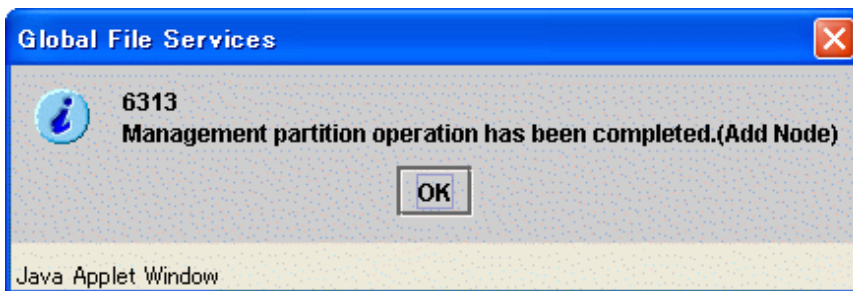 Global File Services
6313
Management partition operation has been completed.(Add Node)
OK
Java Applet Window